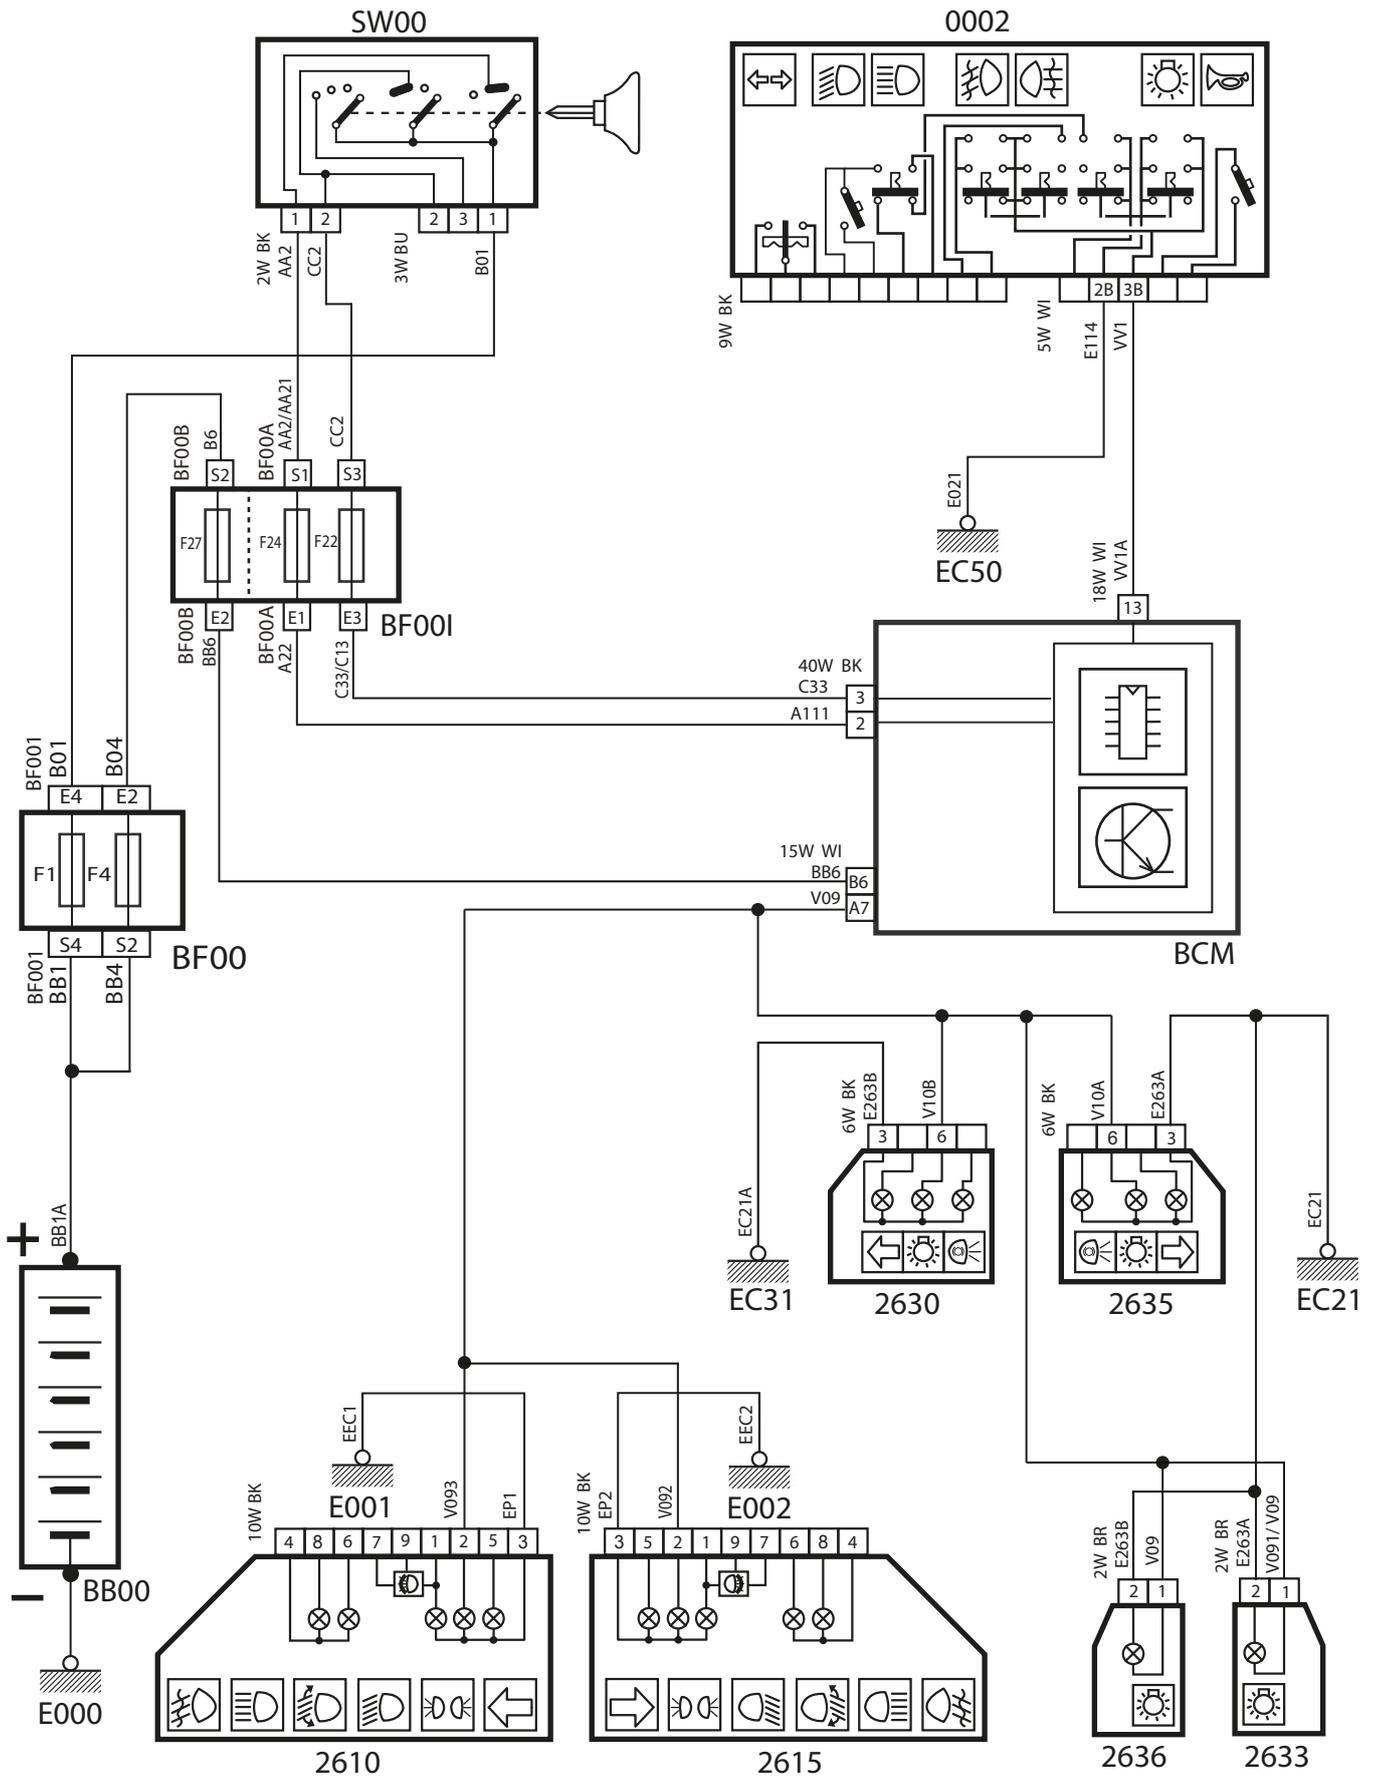 SW00
0002
1
2
2
3
1
2W BK
AA2
CC2
3W BU
B01
9W BK
5W WI
2B
3B
E114
VV1
BF00B
B6
BF00A
AA2/AA21
CC2
S2
S1
S3
F27
F24
F22
E2
E1
E3
BF00I
BF00B
BB6
BF00A
A22
C33/C13
E021
EC50
18W WI
VV1A
13
40W BK
C33
3
A111
2
15W WI
BB6
B6
V09
A7
BCM
BF001
B01
B04
E4
E2
F1
F4
S4
S2
BF00
BF001
BB1
BB4
+
BB1A
−
BB00
E000
6W BK
E263B
V10B
3
6
2630
EC21A
EC31
6W BK
V10A
E263A
6
3
2635
EC21
EC21
EEC1
E001
10W BK
V093
EP1
4
8
6
7
9
1
2
5
3
2610
10W BK
EP2
V092
EEC2
E002
3
5
2
1
9
7
6
8
4
2615
2W BR
E263B
V09
2
1
2636
2W BR
E263A
V091/ V09
2
1
2633